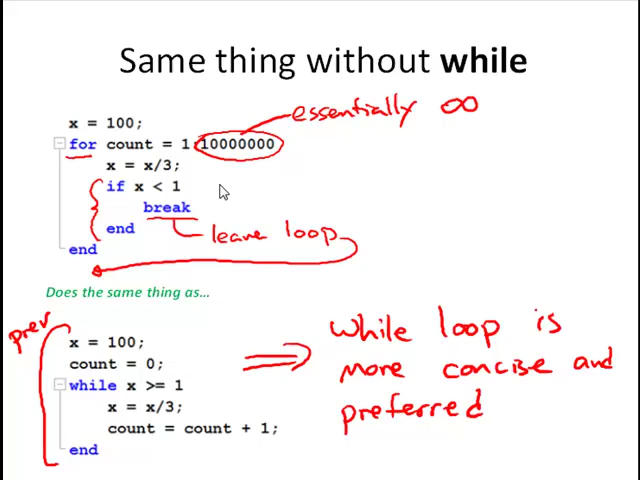 Same thing without while
essentially ∞
x = 100;
for count = 1:10000000
x = x/3;
if x < 1
break
end
leave loop
end
Does the same thing as...
prev
x = 100;
count = 0;
while x >= 1
x = x/3;
count = count + 1;
end
while loop is
more concise and
preferred